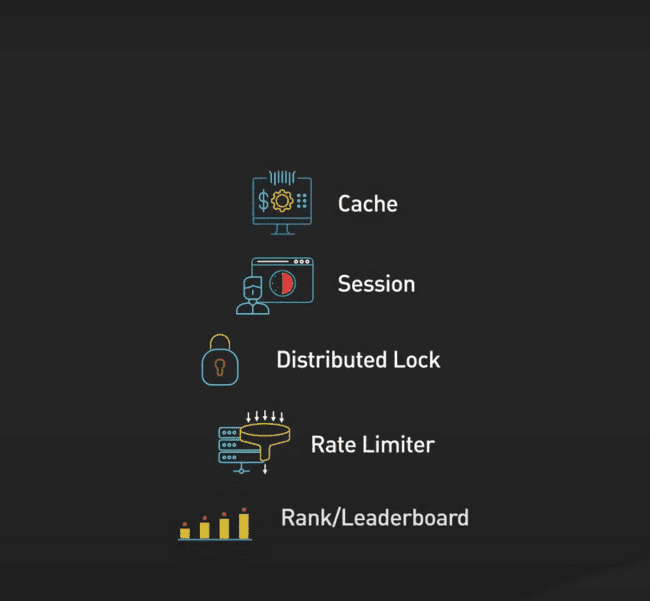 Cache
Session
Distributed Lock
Rate Limiter
Rank/Leaderboard